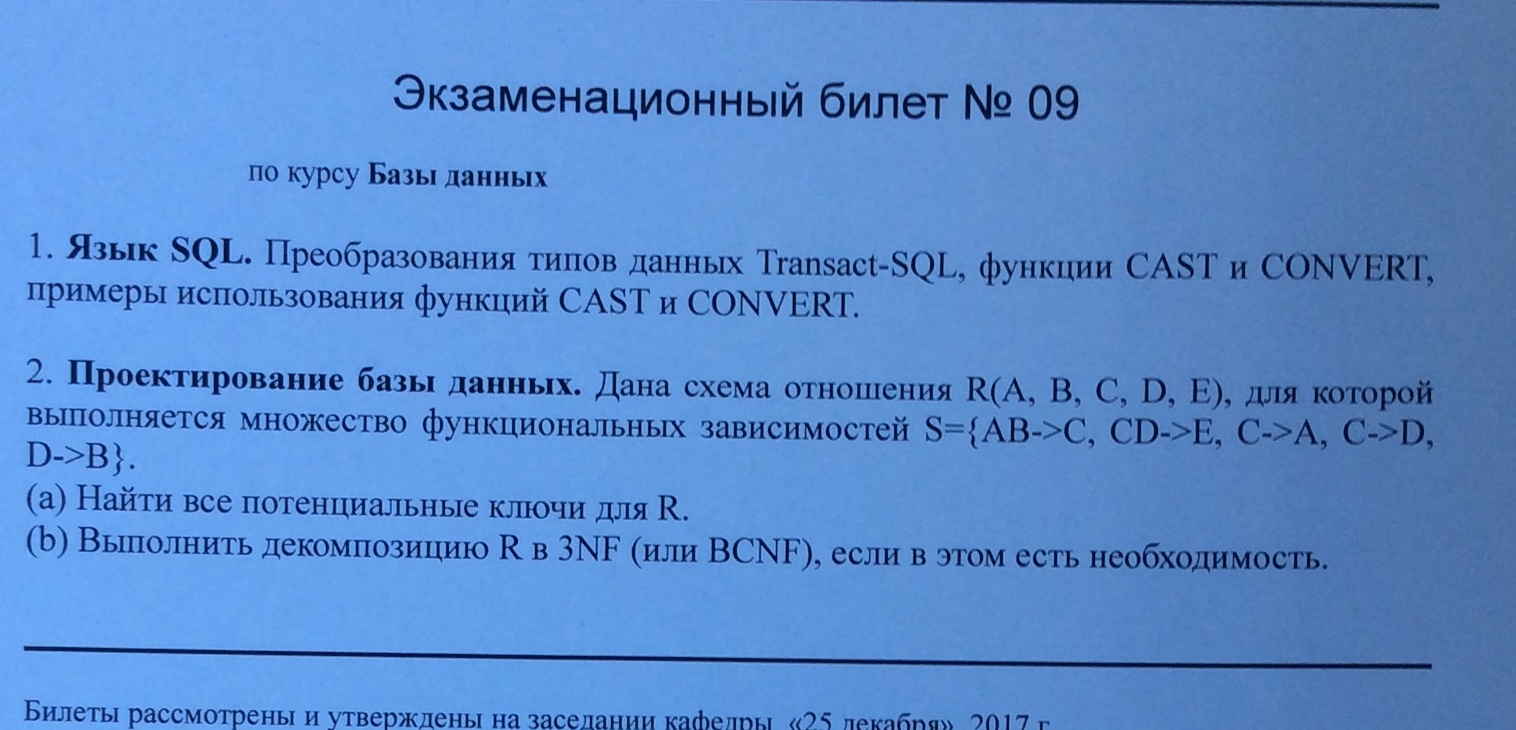 Экзаменационный билет № 09
по курсу Базы данных
1. Язык SQL. Преобразования типов данных Transact-SQL, функции CAST и CONVERT,
примеры использования функций CAST и CONVERT.
2. Проектирование базы данных. Дана схема отношения R(A, B, C, D, E), для которой
выполняется множество функциональных зависимостей S={AB->C, CD->E, C->A, C->D,
D->B}.
(a) Найти все потенциальные ключи для R.
(b) Выполнить декомпозицию R в 3NF (или BCNF), если в этом есть необходимость.
Билеты рассмотрены и утверждены на заседании кафедры «25 декабря» 2017 г